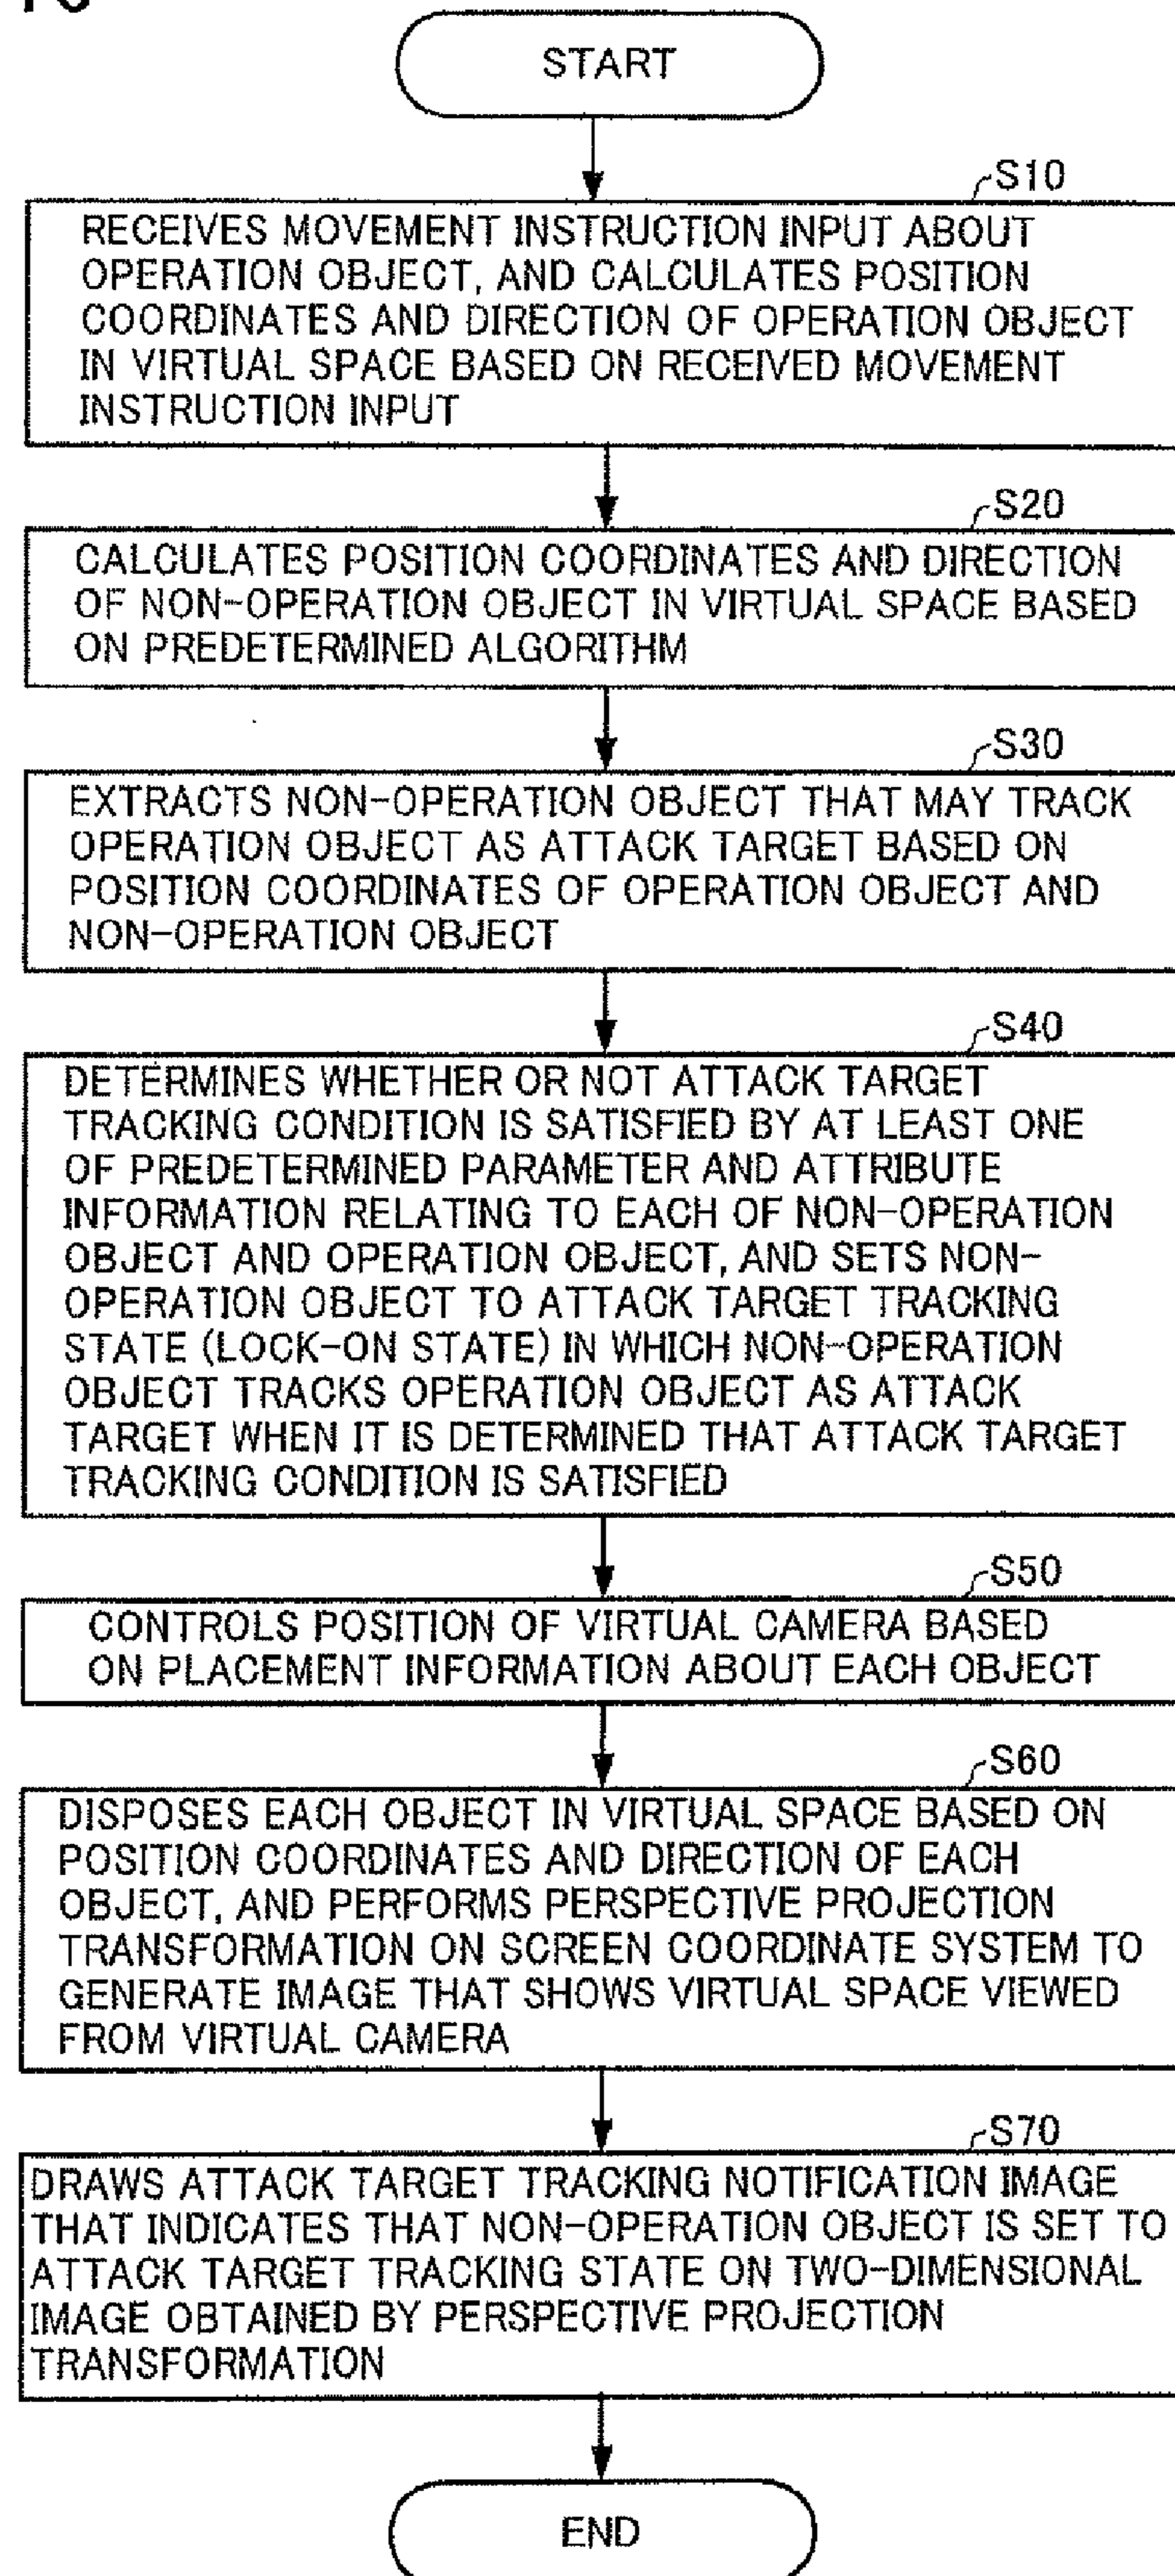 START
S10
RECEIVES MOVEMENT INSTRUCTION INPUT ABOUT
OPERATION OBJECT, AND CALCULATES POSITION
COORDINATES AND DIRECTION OF OPERATION OBJECT
IN VIRTUAL SPACE BASED ON RECEIVED MOVEMENT
INSTRUCTION INPUT
S20
CALCULATES POSITION COORDINATES AND DIRECTION
OF NON-OPERATION OBJECT IN VIRTUAL SPACE BASED
ON PREDETERMINED ALGORITHM
S30
EXTRACTS NON-OPERATION OBJECT THAT MAY TRACK
OPERATION OBJECT AS ATTACK TARGET BASED ON
POSITION COORDINATES OF OPERATION OBJECT AND
NON-OPERATION OBJECT
S40
DETERMINES WHETHER OR NOT ATTACK TARGET
TRACKING CONDITION IS SATISFIED BY AT LEAST ONE
OF PREDETERMINED PARAMETER AND ATTRIBUTE
INFORMATION RELATING TO EACH OF NON-OPERATION
OBJECT AND OPERATION OBJECT, AND SETS NON-
OPERATION OBJECT TO ATTACK TARGET TRACKING
STATE (LOCK-ON STATE) IN WHICH NON-OPERATION
OBJECT TRACKS OPERATION OBJECT AS ATTACK
TARGET WHEN IT IS DETERMINED THAT ATTACK TARGET
TRACKING CONDITION IS SATISFIED
S50
CONTROLS POSITION OF VIRTUAL CAMERA BASED
ON PLACEMENT INFORMATION ABOUT EACH OBJECT
S60
DISPOSES EACH OBJECT IN VIRTUAL SPACE BASED ON
POSITION COORDINATES AND DIRECTION OF EACH
OBJECT, AND PERFORMS PERSPECTIVE PROJECTION
TRANSFORMATION ON SCREEN COORDINATE SYSTEM TO
GENERATE IMAGE THAT SHOWS VIRTUAL SPACE VIEWED
FROM VIRTUAL CAMERA
S70
DRAWS ATTACK TARGET TRACKING NOTIFICATION IMAGE
THAT INDICATES THAT NON-OPERATION OBJECT IS SET TO
ATTACK TARGET TRACKING STATE ON TWO-DIMENSIONAL
IMAGE OBTAINED BY PERSPECTIVE PROJECTION
TRANSFORMATION
END